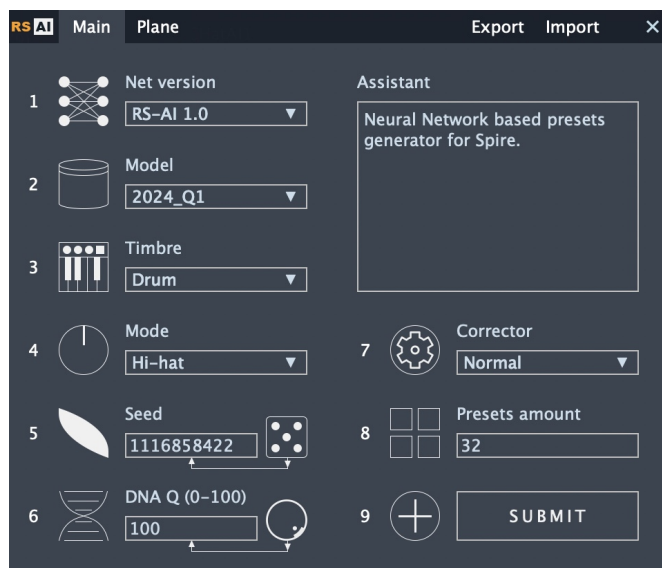 RS AI Main Plane Export Import ×
1 Net version
RS-AI 1.0 ▼
2 Model
2024_Q1 ▼
3 Timbre
Drum ▼
4 Mode
Hi-hat ▼
5 Seed
1116858422
6 DNA Q (0-100)
100
Assistant
Neural Network based presets
generator for Spire.
7 Corrector
Normal ▼
8 Presets amount
32
9 SUBMIT